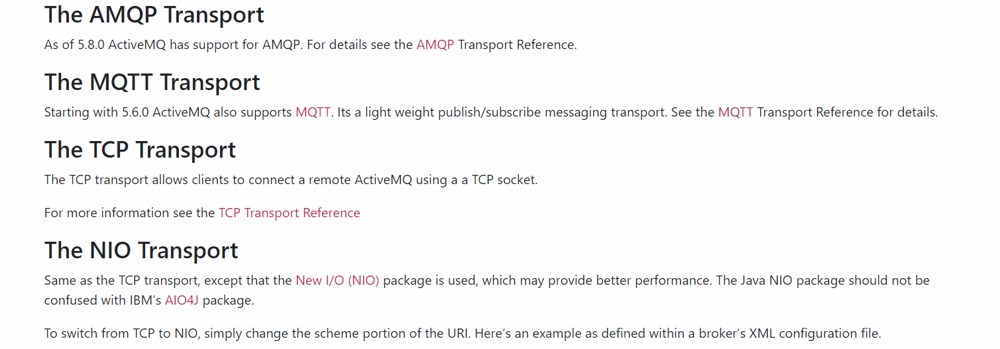 The AMQP Transport
As of 5.8.0 ActiveMQ has support for AMQP. For details see the AMQP Transport Reference.
The MQTT Transport
Starting with 5.6.0 ActiveMQ also supports MQTT. Its a light weight publish/subscribe messaging transport. See the MQTT Transport Reference for details.
The TCP Transport
The TCP transport allows clients to connect a remote ActiveMQ using a a TCP socket.
For more information see the TCP Transport Reference
The NIO Transport
Same as the TCP transport, except that the New I/O (NIO) package is used, which may provide better performance. The Java NIO package should not be
confused with IBM’s AIO4J package.
To switch from TCP to NIO, simply change the scheme portion of the URI. Here’s an example as defined within a broker’s XML configuration file.